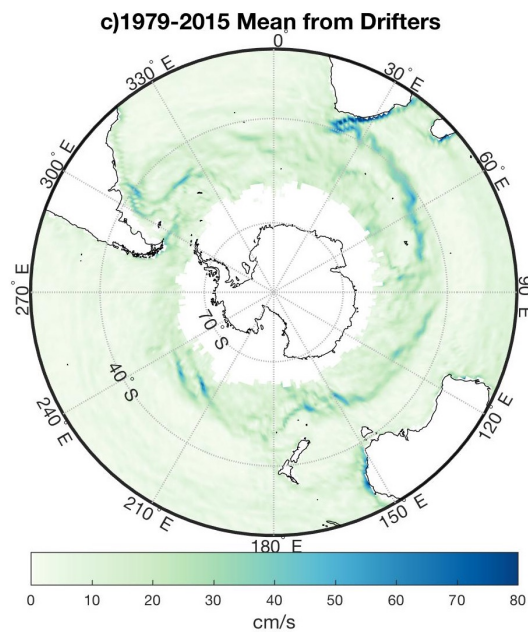 c)1979-2015 Mean from Drifters
0°
330° E
30° E
300° E
60° E
270° E
90° E
70° S
40° S
240° E
120° E
210° E
150° E
180° E
0 10 20 30 40 50 60 70 80
cm/s